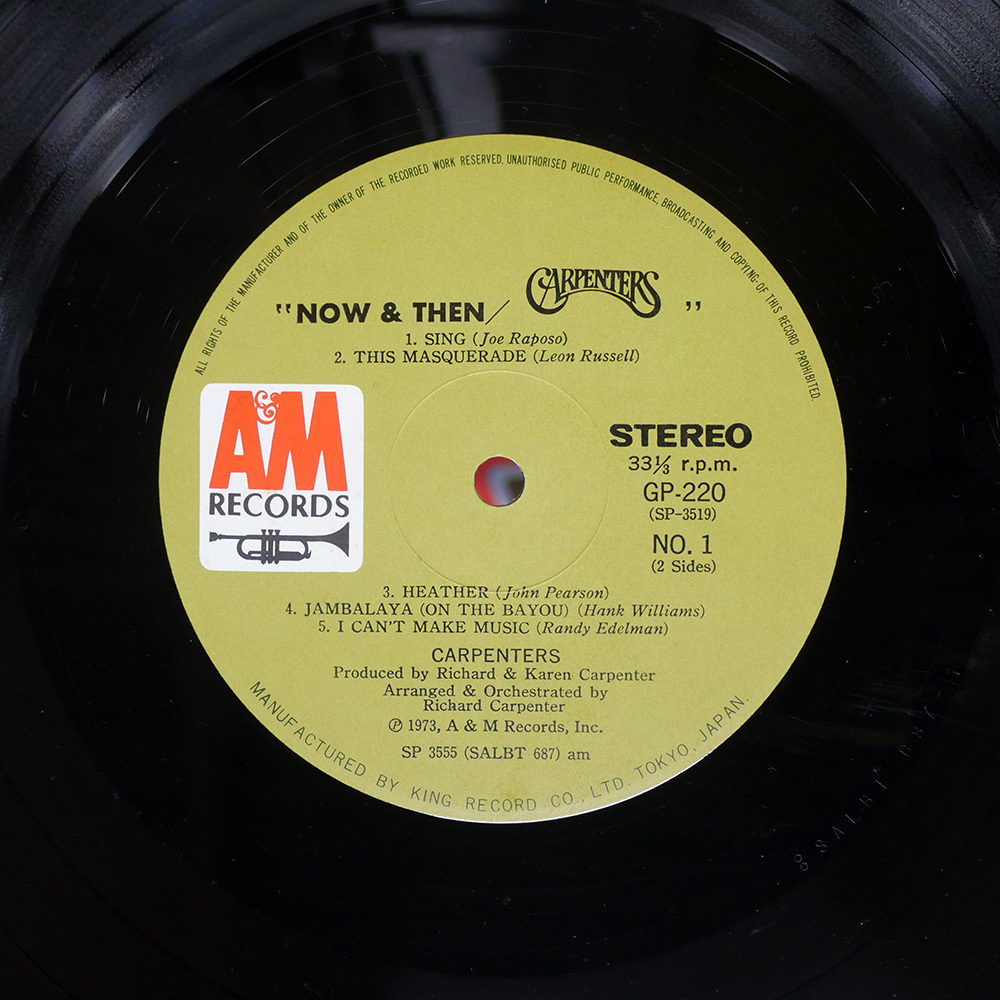 ALL RIGHTS OF THE MANUFACTURER AND OF THE OWNER OF THE RECORDED WORK RESERVED. UNAUTHORISED PUBLIC PERFORMANCE, BROADCASTING AND COPYING OF THIS RECORD PROHIBITED.
"NOW & THEN/ CARPENTERS"
1. SING (Joe Raposo)
2. THIS MASQUERADE (Leon Russell)
A&M
RECORDS
STEREO
33⅓ r.p.m.
GP-220
(SP-3519)
NO. 1
(2 Sides)
3. HEATHER (John Pearson)
4. JAMBALAYA (ON THE BAYOU) (Hank Williams)
5. I CAN'T MAKE MUSIC (Randy Edelman)
CARPENTERS
Produced by Richard & Karen Carpenter
Arranged & Orchestrated by
Richard Carpenter
℗ 1973, A & M Records, Inc.
SP 3555 (SALBT 687) am
MANUFACTURED BY KING RECORD CO., LTD. TOKYO, JAPAN.